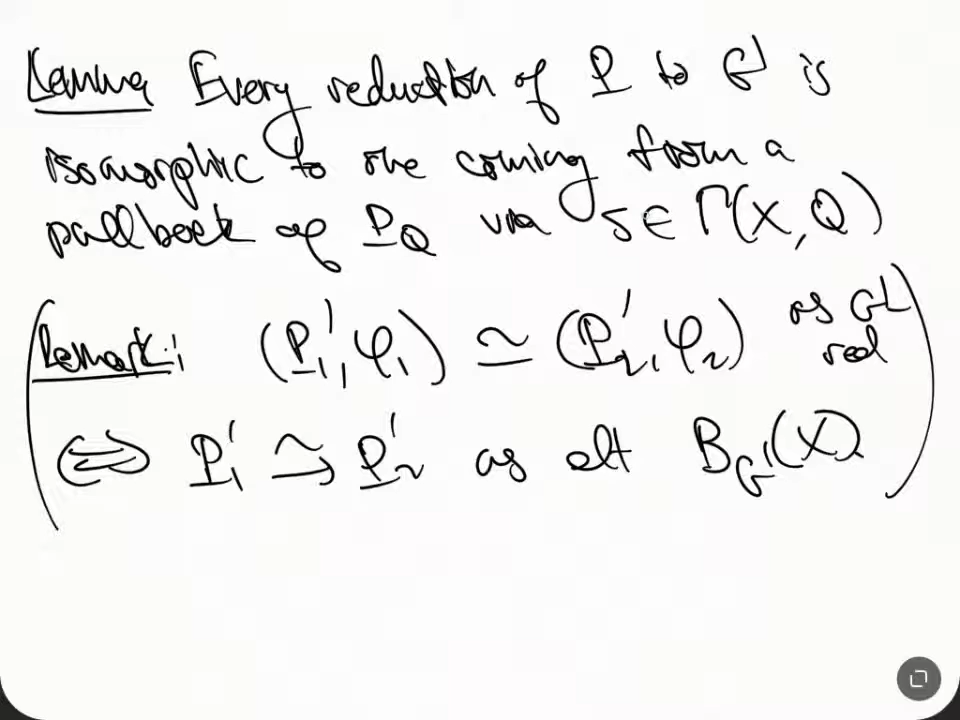 Lemma Every reduction of P to G' is
isomorphic to one coming from a
pullback of P_Q via s ∈ Γ(X, Q)
(Remark: (P'_1, φ_1) ≃ (P'_2, φ_2) as G' red
⟺ P'_1 ≃→ P'_2 as elt B_{G'}(X))